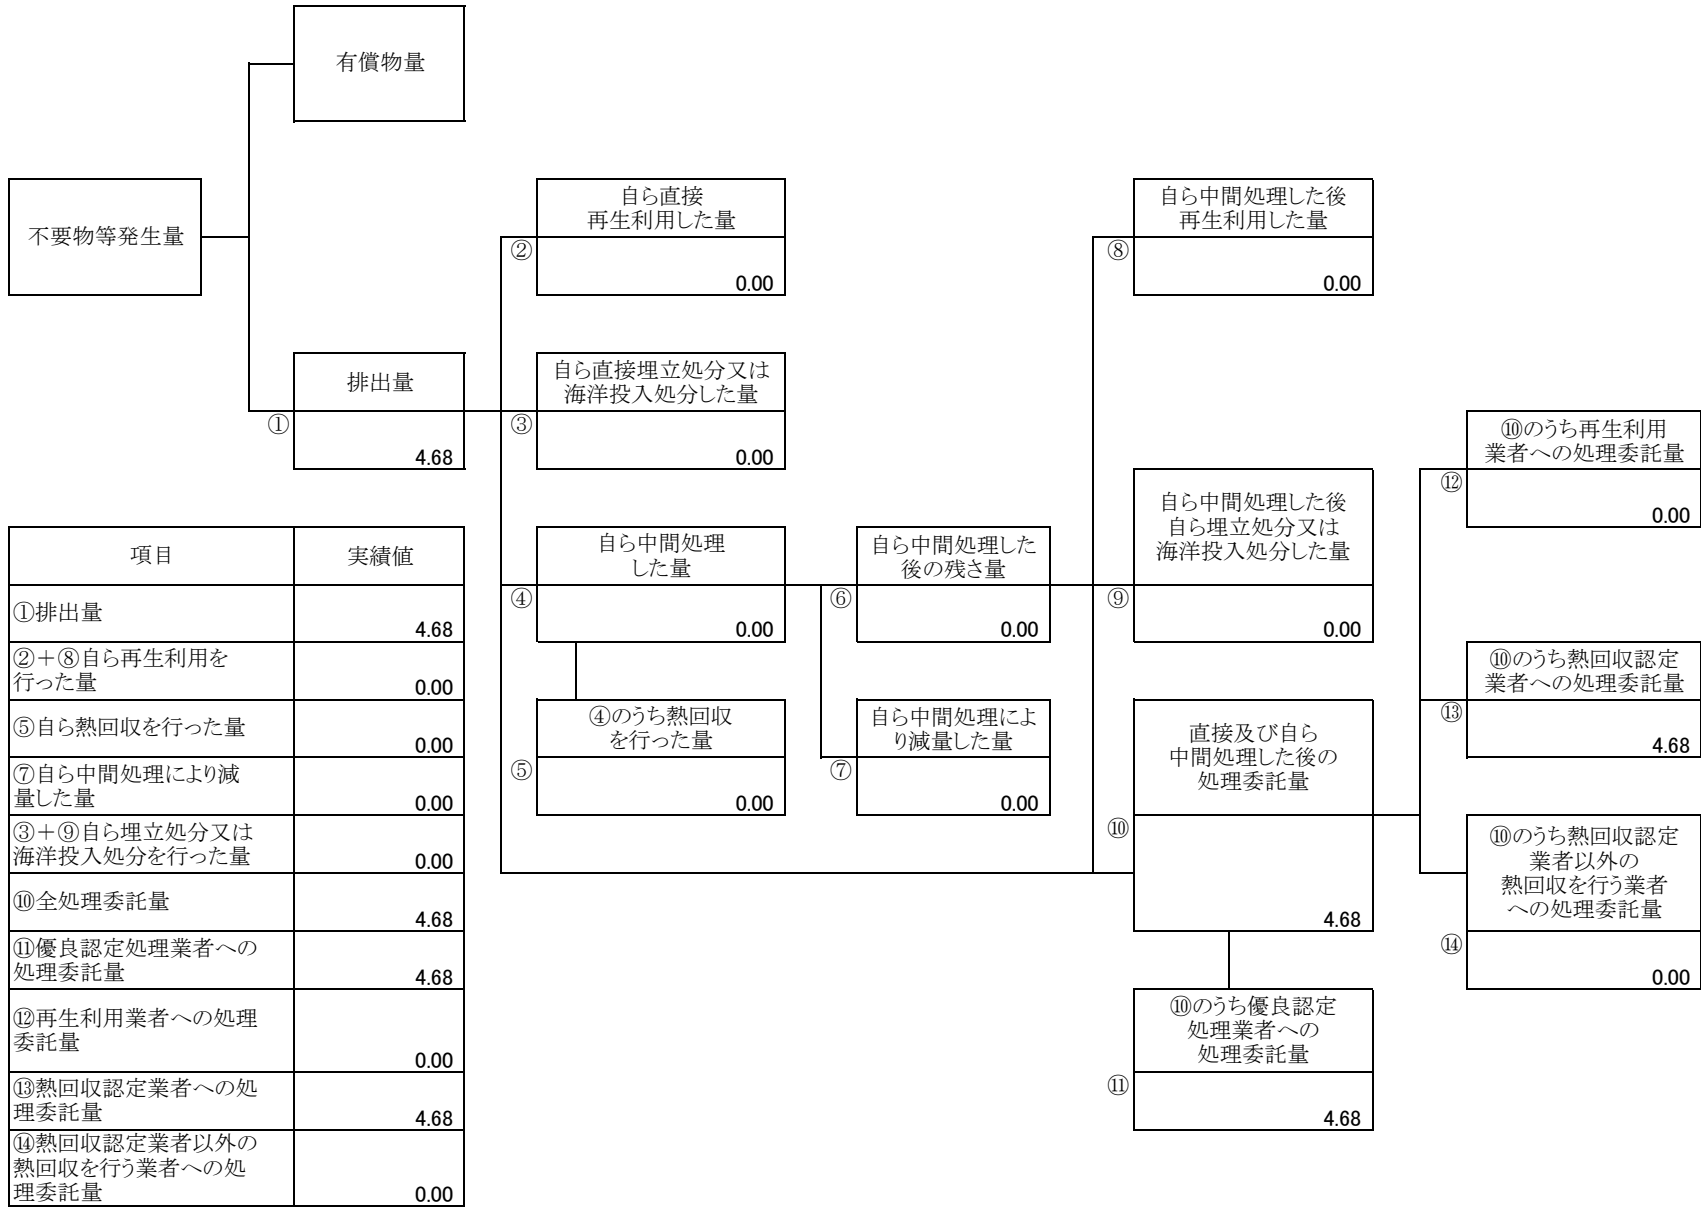 有償物量
不要物等発生量
自ら直接
再生利用した量
②
0.00
自ら中間処理した後
再生利用した量
⑧
0.00
排出量
①
4.68
自ら直接埋立処分又は
海洋投入処分した量
③
0.00
⑩のうち再生利用
業者への処理委託量
⑫
0.00
自ら中間処理
した量
④
0.00
自ら中間処理した
後の残さ量
⑥
0.00
自ら中間処理した後
自ら埋立処分又は
海洋投入処分した量
⑨
0.00
⑩のうち熱回収認定
業者への処理委託量
⑬
4.68
④のうち熱回収
を行った量
⑤
0.00
自ら中間処理によ
り減量した量
⑦
0.00
直接及び自ら
中間処理した後の
処理委託量
⑩
4.68
⑩のうち熱回収認定
業者以外の
熱回収を行う業者
への処理委託量
⑭
0.00
⑩のうち優良認定
処理業者への
処理委託量
⑪
4.68
項目 実績値
①排出量
4.68
②+⑧自ら再生利用を
行った量
0.00
⑤自ら熱回収を行った量
0.00
⑦自ら中間処理により減
量した量
0.00
③+⑨自ら埋立処分又は
海洋投入処分を行った量
0.00
⑩全処理委託量
4.68
⑪優良認定処理業者への
処理委託量
4.68
⑫再生利用業者への処理
委託量
0.00
⑬熱回収認定業者への処
理委託量
4.68
⑭熱回収認定業者以外の
熱回収を行う業者への処
理委託量
0.00